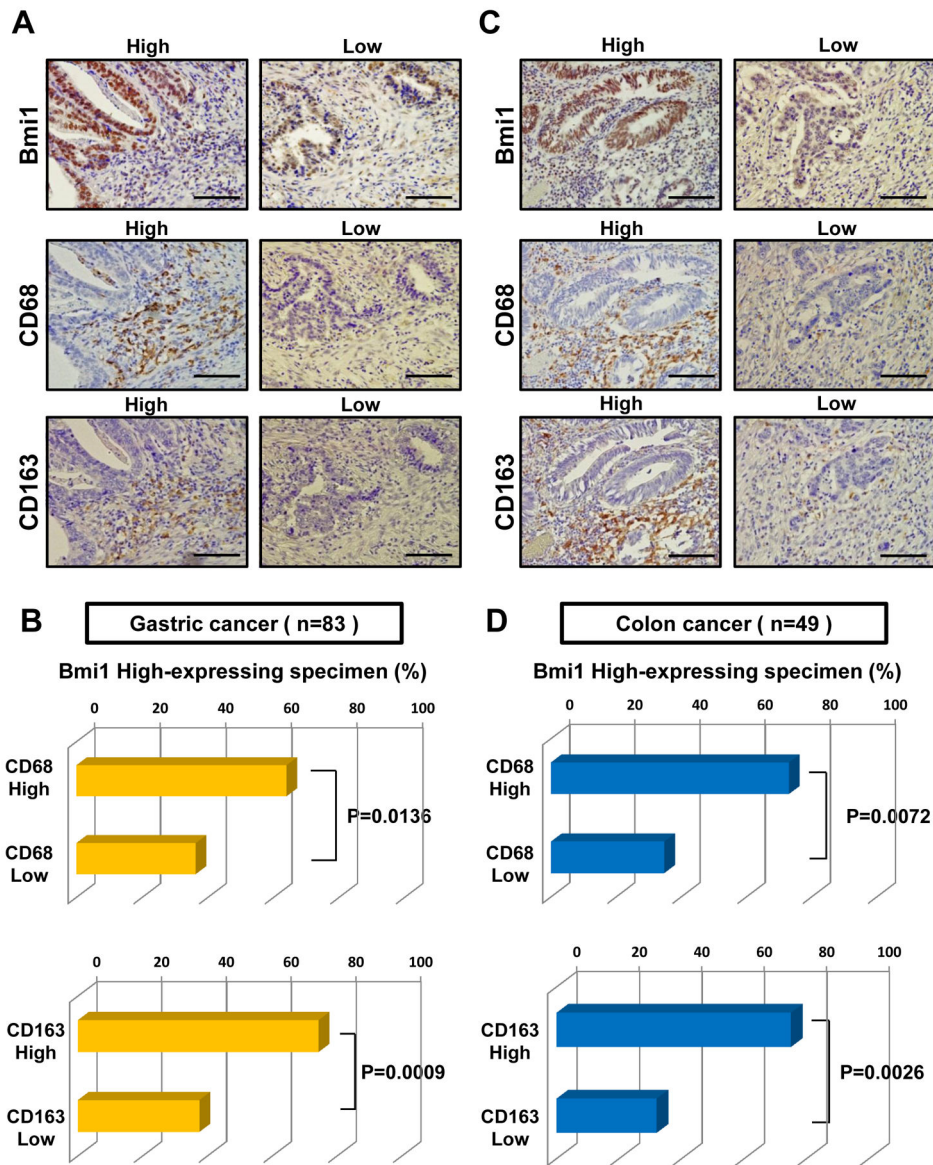 A
High
Low
Bmi1
High
Low
CD68
High
Low
CD163
C
High
Low
Bmi1
High
Low
CD68
High
Low
CD163
B
Gastric cancer ( n=83 )
Bmi1 High-expressing specimen (%)
0 20 40 60 80 100
CD68
High
P=0.0136
CD68
Low
0 20 40 60 80 100
CD163
High
P=0.0009
CD163
Low
D
Colon cancer ( n=49 )
Bmi1 High-expressing specimen (%)
0 20 40 60 80 100
CD68
High
P=0.0072
CD68
Low
0 20 40 60 80 100
CD163
High
P=0.0026
CD163
Low